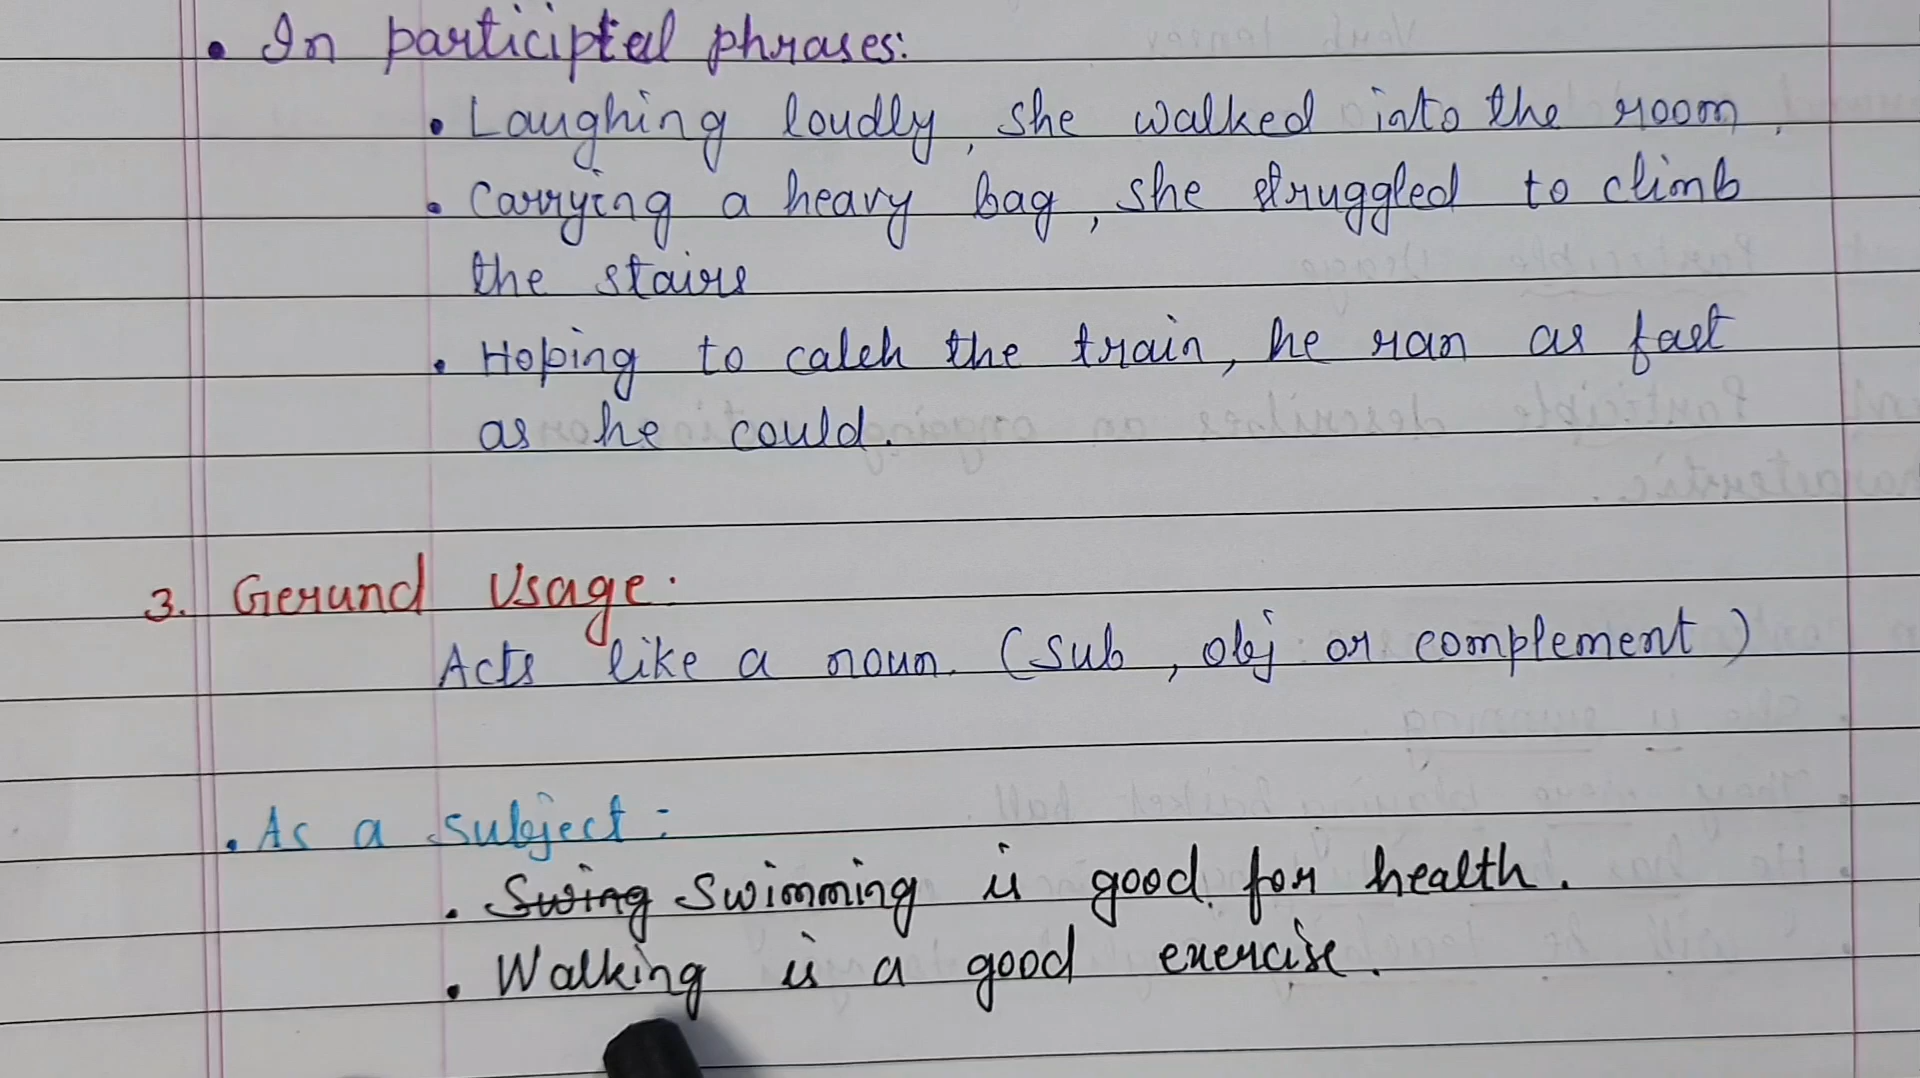 • In participial phrases:
• Laughing loudly, she walked into the room.
• Carrying a heavy bag, she struggled to climb
the stairs
• Hoping to catch the train, he ran as fast
as he could.
3. Gerund Usage:
Acts like a noun. (sub, obj or complement)
• As a subject:
• Swing Swimming is good for health.
• Walking is a good exercise.